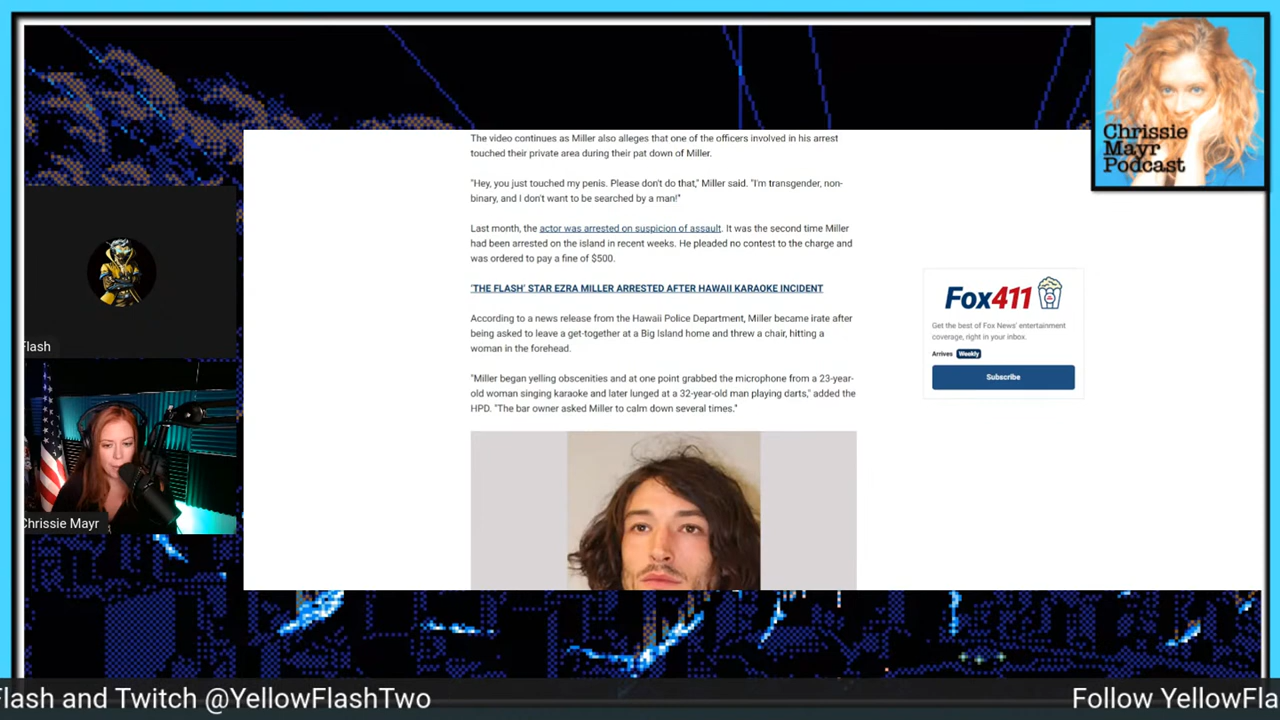 Chrissie
Mayr
Podcast
The video continues as Miller also alleges that one of the officers involved in his arrest
touched their private area during their pat down of Miller.
"Hey, you just touched my penis. Please don't do that," Miller said. "I'm transgender, non-
binary, and I don't want to be searched by a man!"
Last month, the actor was arrested on suspicion of assault. It was the second time Miller
had been arrested on the island in recent weeks. He pleaded no contest to the charge and
was ordered to pay a fine of $500.
'THE FLASH' STAR EZRA MILLER ARRESTED AFTER HAWAII KARAOKE INCIDENT
According to a news release from the Hawaii Police Department, Miller became irate after
being asked to leave a get-together at a Big Island home and threw a chair, hitting a
woman in the forehead.
"Miller began yelling obscenities and at one point grabbed the microphone from a 23-year-
old woman singing karaoke and later lunged at a 32-year-old man playing darts," added the
HPD. "The bar owner asked Miller to calm down several times."
Fox411
Get the best of Fox News' entertainment
coverage, right in your inbox.
Arrives Weekly
Subscribe
Flash
Chrissie Mayr
Flash and Twitch @YellowFlashTwo
Follow YellowFla